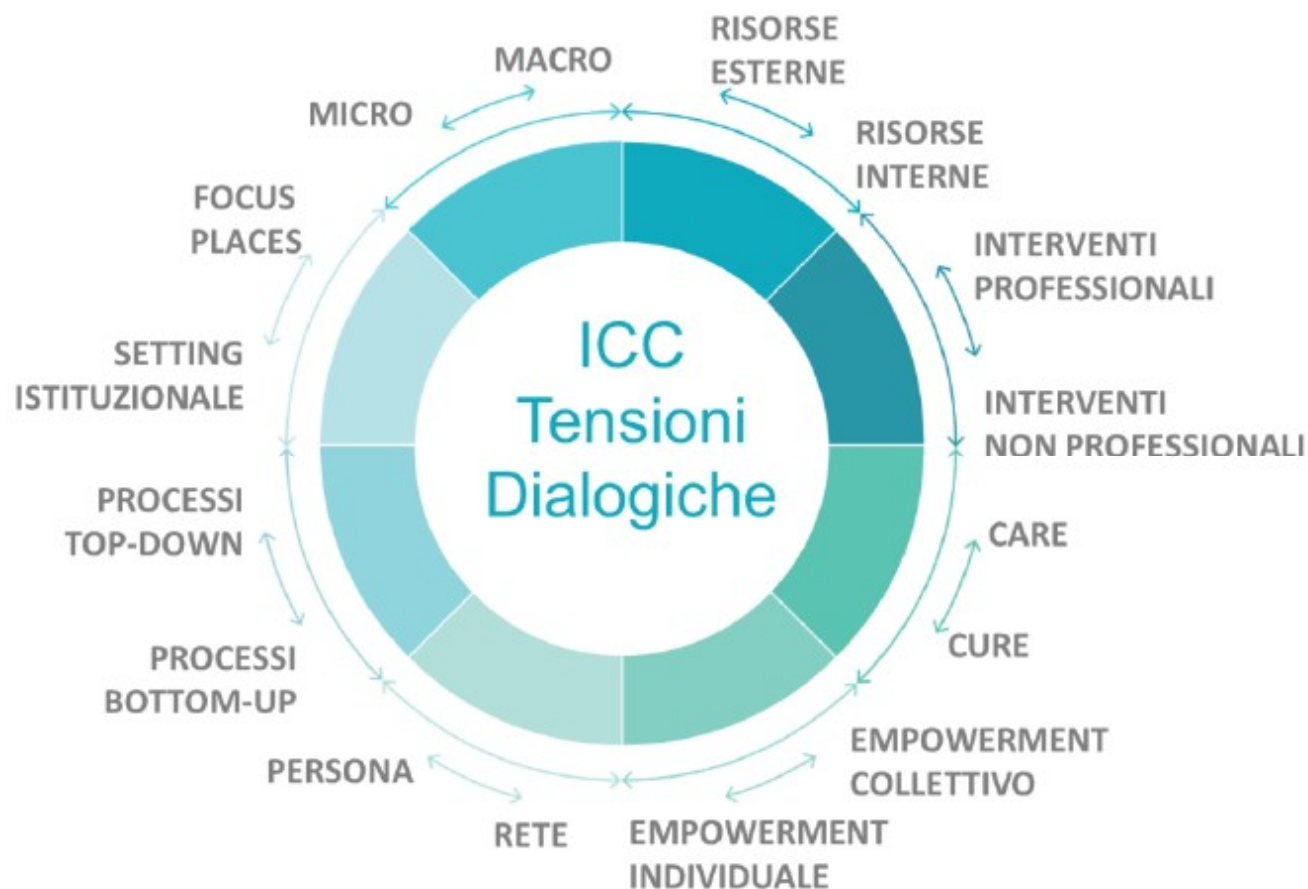 RISORSE
ESTERNE
RISORSE
INTERNE
INTERVENTI
PROFESSIONALI
INTERVENTI
NON PROFESSIONALI
CARE
CURE
EMPOWERMENT
COLLETTIVO
EMPOWERMENT
INDIVIDUALE
RETE
PERSONA
PROCESSI
BOTTOM-UP
PROCESSI
TOP-DOWN
SETTING
ISTITUZIONALE
FOCUS
PLACES
MICRO
MACRO
ICC
Tensioni
Dialogiche